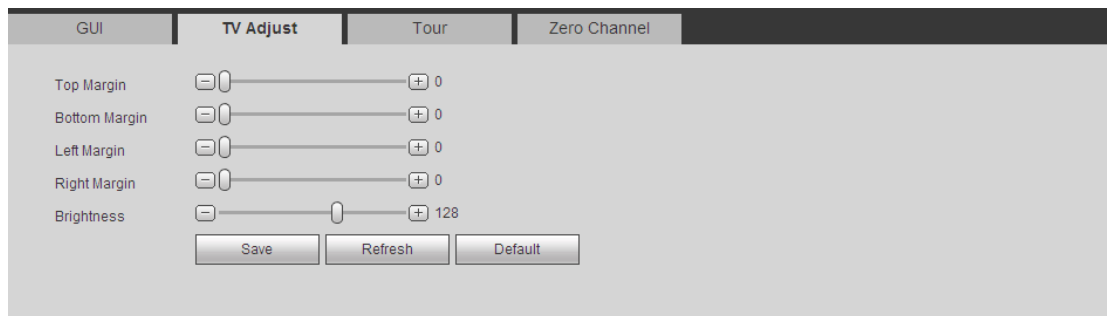 GUI TV Adjust Tour Zero Channel
Top Margin 0
Bottom Margin 0
Left Margin 0
Right Margin 0
Brightness 128
Save Refresh Default